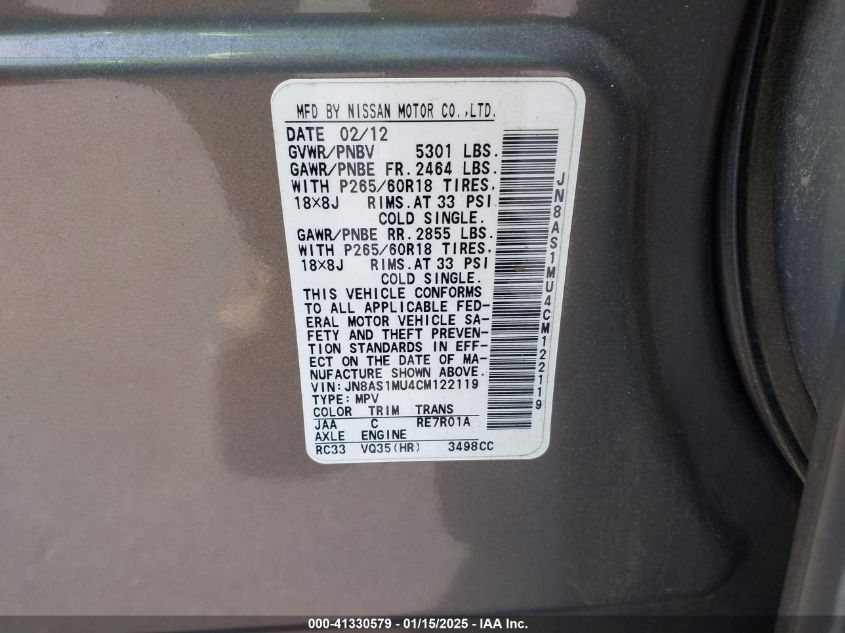 MFD BY NISSAN MOTOR CO.,LTD.
DATE 02/12
GVWR/PNBV 5301 LBS.
GAWR/PNBE FR. 2464 LBS.
WITH P265/60R18 TIRES,
18×8J RIMS.AT 33 PSI
COLD SINGLE.
GAWR/PNBE RR. 2855 LBS.
WITH P265/60R18 TIRES,
18×8J RIMS.AT 33 PSI
COLD SINGLE.
THIS VEHICLE CONFORMS
TO ALL APPLICABLE FED-
ERAL MOTOR VEHICLE SA-
FETY AND THEFT PREVEN-
TION STANDARDS IN EFF-
ECT ON THE DATE OF MA-
NUFACTURE SHOWN ABOVE.
VIN:JN8AS1MU4CM122119
TYPE:MPV
COLOR TRIM TRANS
JAA C RE7R01A
AXLE ENGINE
RC33 VQ35(HR) 3498CC
JN8AS1MU4CM122119
000-41330579 - 01/15/2025 - IAA Inc.